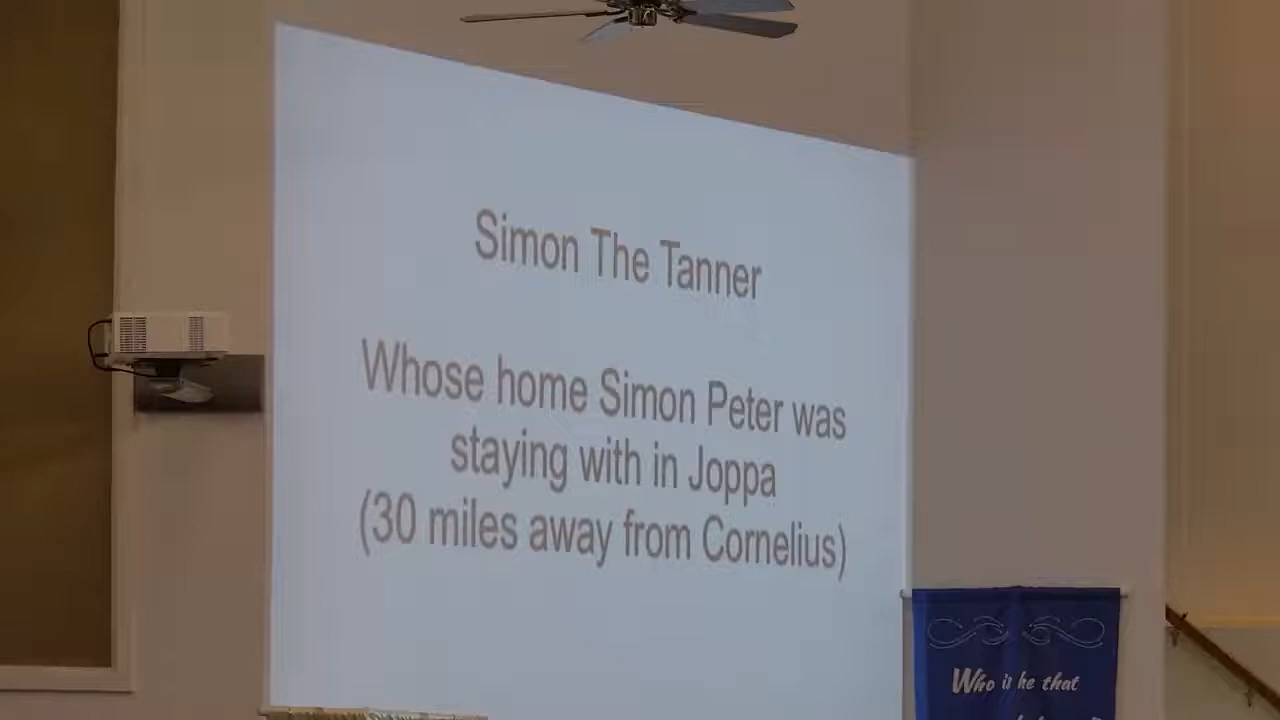 Simon The Tanner
Whose home Simon Peter was
staying with in Joppa
(30 miles away from Cornelius)
Who is he that